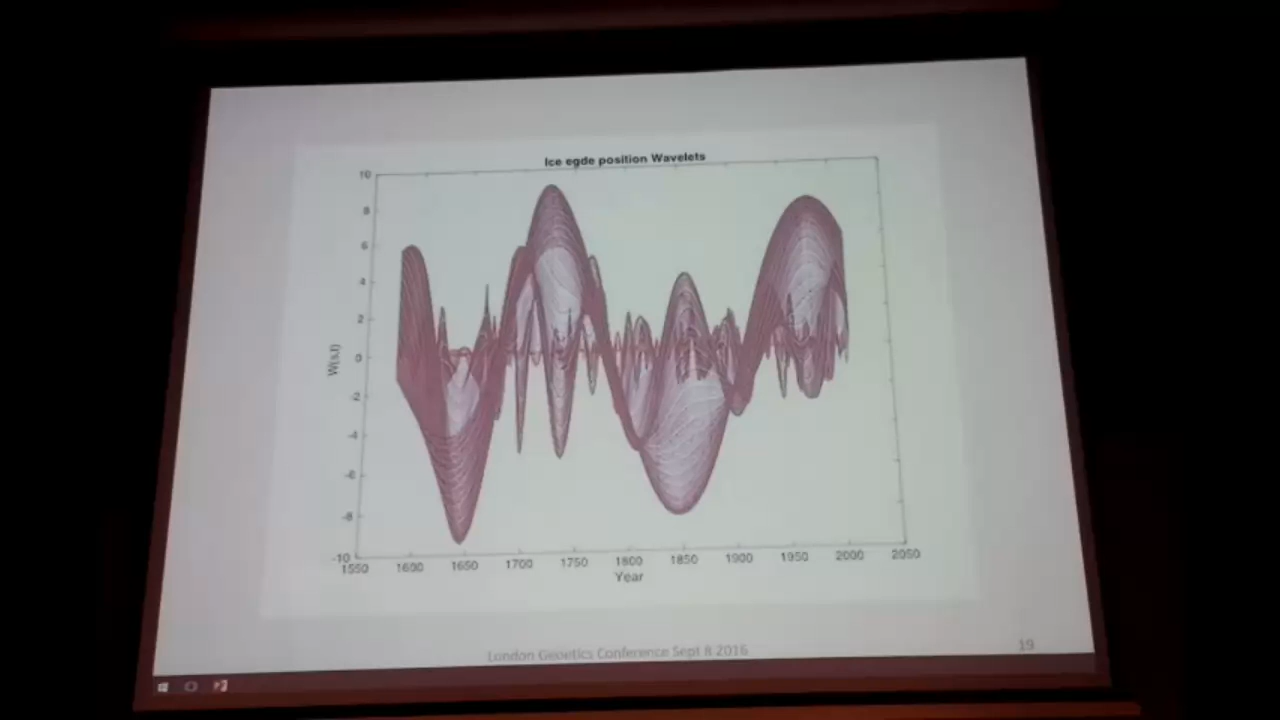 Ice egde position Wavelets
10
8
6
4
2
0
-2
-4
-6
-8
-10
W(s,t)
1550 1600 1650 1700 1750 1800 1850 1900 1950 2000 2050
Year
London Geoetics Conference Sept 8 2016
19